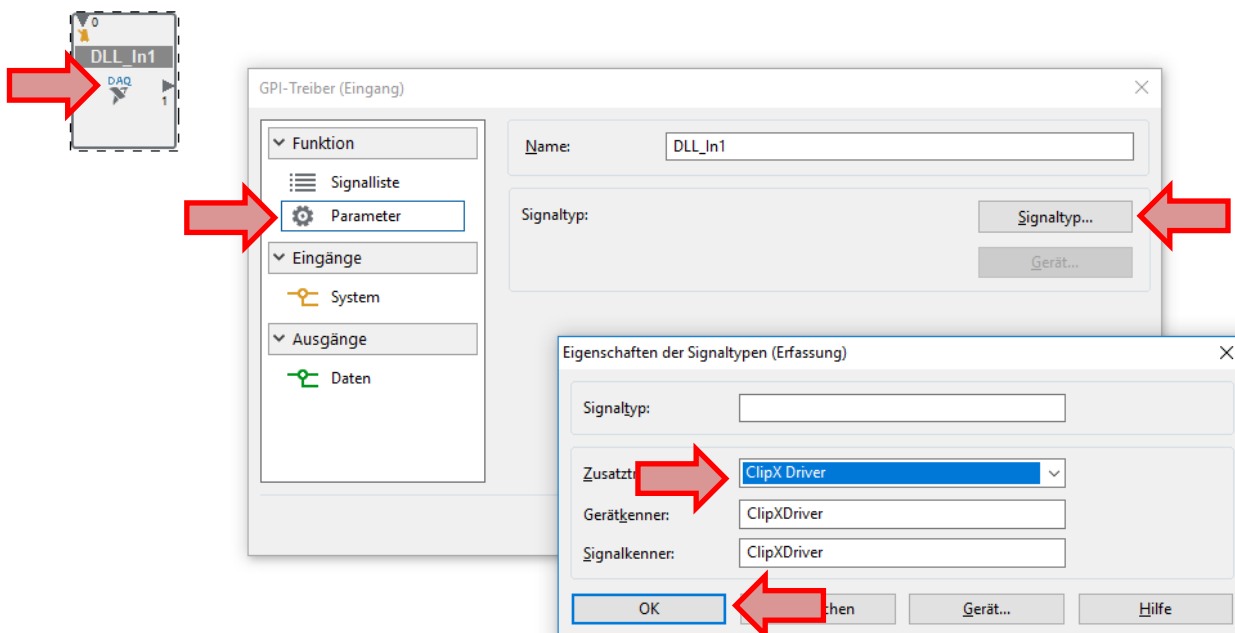 0
DLL_In1
DAQ
1
GPI-Treiber (Eingang)
Funktion
Signalliste
Parameter
Eingänge
System
Ausgänge
Daten
Name: DLL_In1
Signaltyp: Signaltyp...
Gerät...
Eigenschaften der Signaltypen (Erfassung)
Signaltyp:
ClipX Driver
Gerätkenner: ClipXDriver
Signalkenner: ClipXDriver
OK Gerät... Hilfe